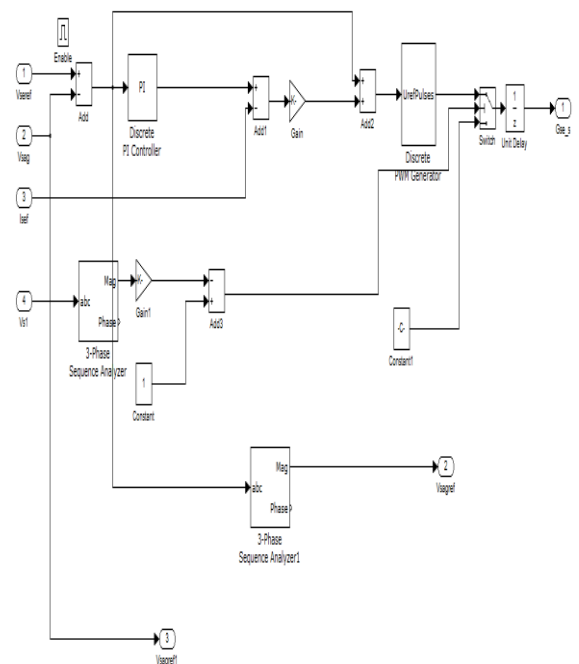 Enable
1
Vseref
+
-
Add
PI
Discrete
PI Controller
+
-
Add1
-K-
Gain
+
+
Add2
UrefPulses
Discrete
PWM Generator
Switch
1
z
Unit Delay
1
Gse_s
2
Vsag
3
Isef
4
Vs1
abc
Mag
Phase
3-Phase
Sequence Analyzer
-K-
Gain1
-
+
Add3
1
Constant
-C-
Constant1
abc
Mag
Phase
3-Phase
Sequence Analyzer1
2
Vsagref
3
Vsagref1